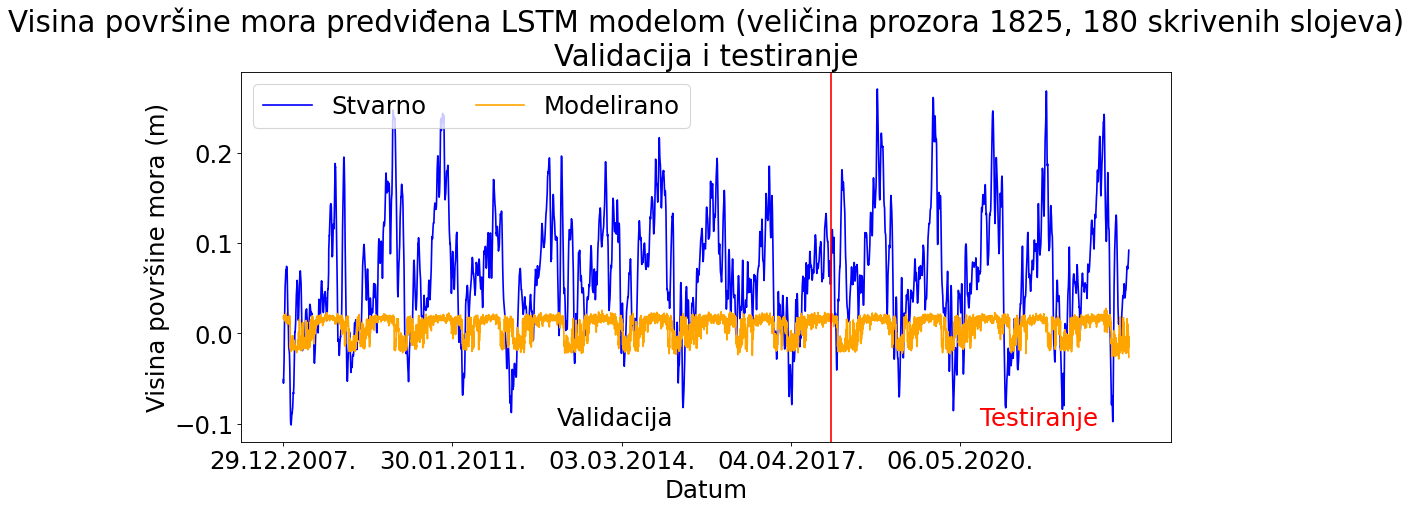 Visina površine mora predviđena LSTM modelom (veličina prozora 1825, 180 skrivenih slojeva)
Validacija i testiranje
Stvarno
Modelirano
Visina površine mora (m)
0.2
0.1
0.0
−0.1
Validacija
Testiranje
29.12.2007.
30.01.2011.
03.03.2014.
04.04.2017.
06.05.2020.
Datum